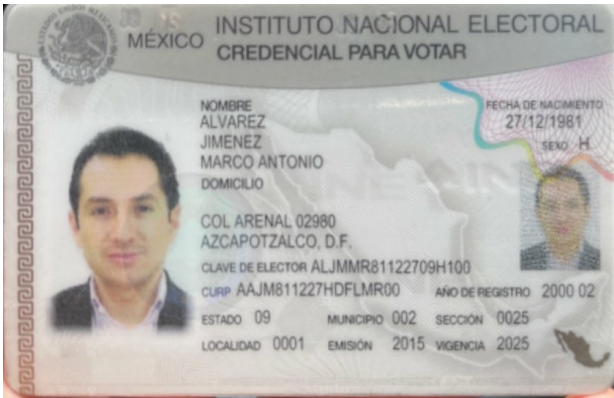 MÉXICO
INSTITUTO NACIONAL ELECTORAL
CREDENCIAL PARA VOTAR
NOMBRE
ALVAREZ
JIMENEZ
MARCO ANTONIO
FECHA DE NACIMIENTO
27/12/1981
SEXO H
DOMICILIO
COL ARENAL 02980
AZCAPOTZALCO, D.F.
CLAVE DE ELECTOR ALJMMR81122709H100
CURP AAJM811227HDFLMR00 AÑO DE REGISTRO 2000 02
ESTADO 09 MUNICIPIO 002 SECCIÓN 0025
LOCALIDAD 0001 EMISIÓN 2015 VIGENCIA 2025